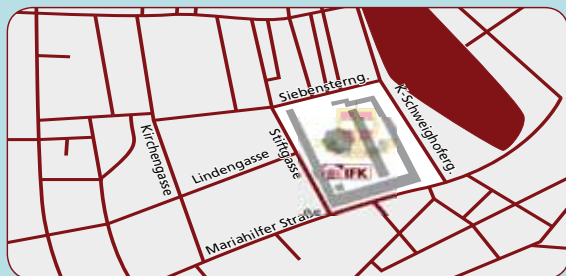 Siebensterng.
K-Schweighoferg.
Kirchengasse
Stiftgasse
Lindengasse
IFK
Mariahilfer Straße